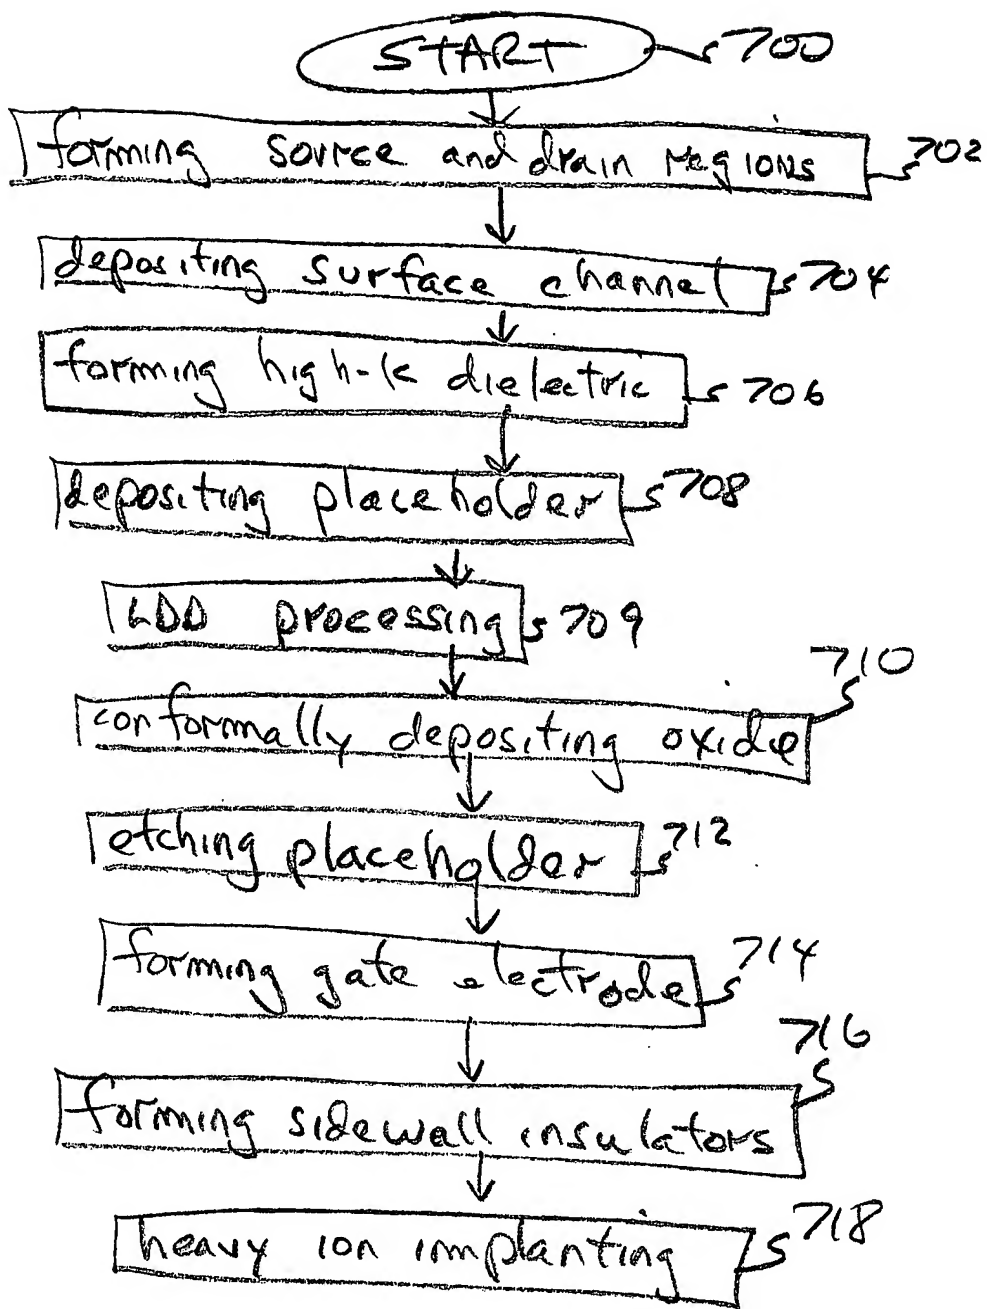 START 700
forming source and drain regions 702
depositing surface channel 704
forming high-k dielectric 706
depositing placeholder 708
LDD processing 709
710
conformally depositing oxide
etching placeholder 712
forming gate electrode 714
716
forming sidewall insulators
heavy ion implanting 718